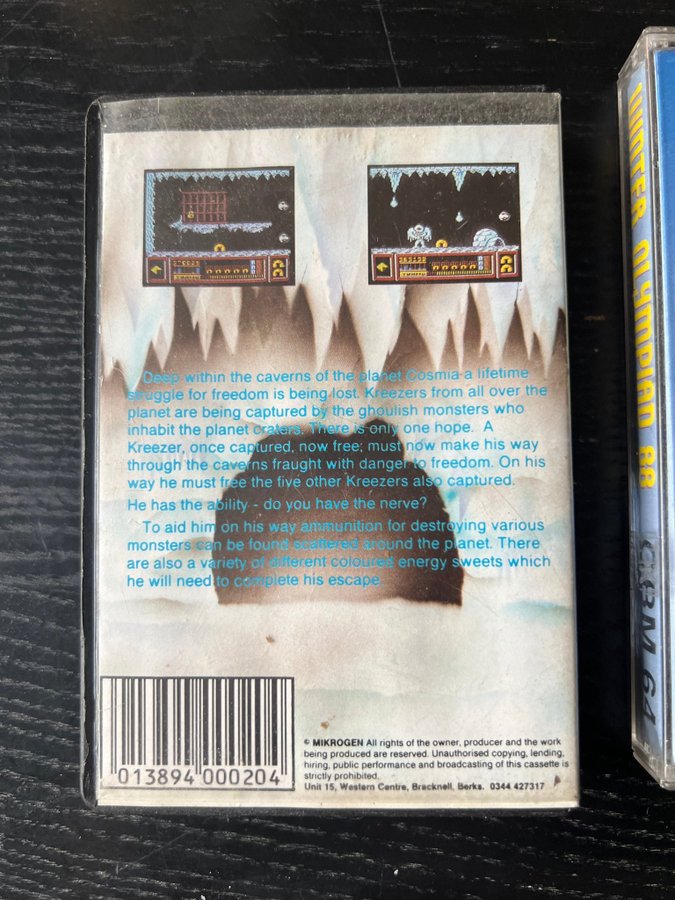 Deep within the caverns of the planet Cosmia a lifetime
struggle for freedom is being lost. Kreezers from all over the
planet are being captured by the ghoulish monsters who
inhabit the planet craters. There is only one hope. A
Kreezer, once captured, now free; must now make his way
through the caverns fraught with danger to freedom. On his
way he must free the five other Kreezers also captured.
He has the ability - do you have the nerve?
To aid him on his way ammunition for destroying various
monsters can be found scattered around the planet. There
are also a variety of different coloured energy sweets which
he will need to complete his escape.
© MIKROGEN All rights of the owner, producer and the work
being produced are reserved. Unauthorised copying, lending,
hiring, public performance and broadcasting of this cassette is
strictly prohibited.
Unit 15, Western Centre, Bracknell, Berks. 0344 427317
013894 000204
WINTER OLYMPIAD 88 CBM 64